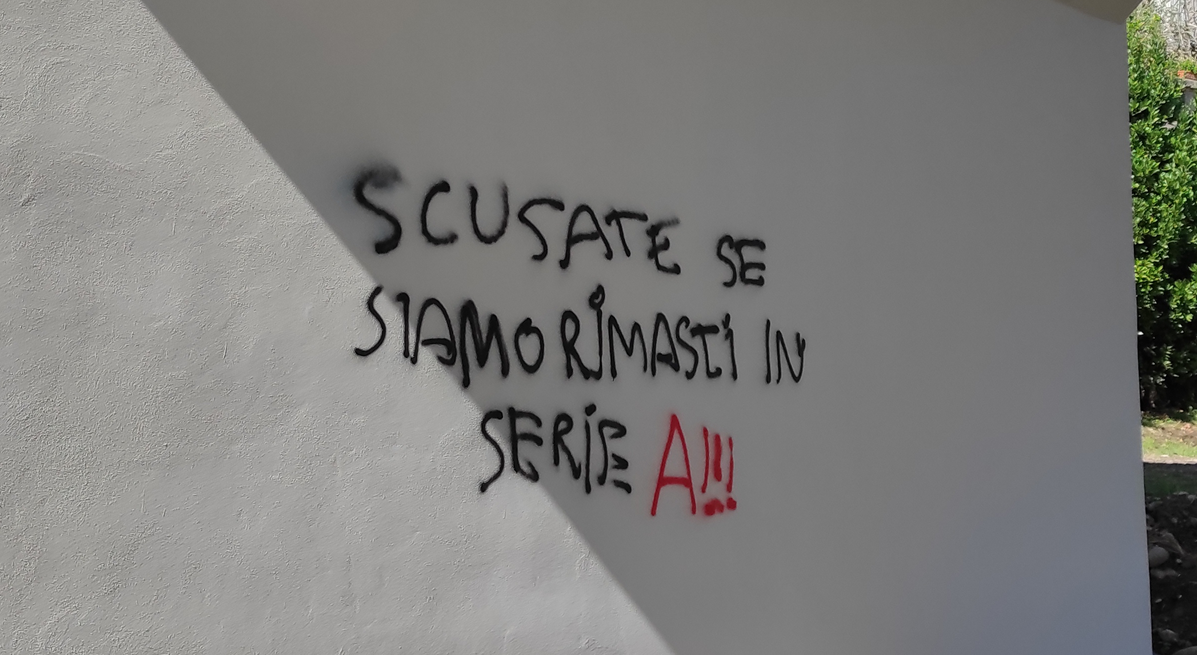 SCUSATE SE
SIAMO RIMASTI IN
SERIE A!!!